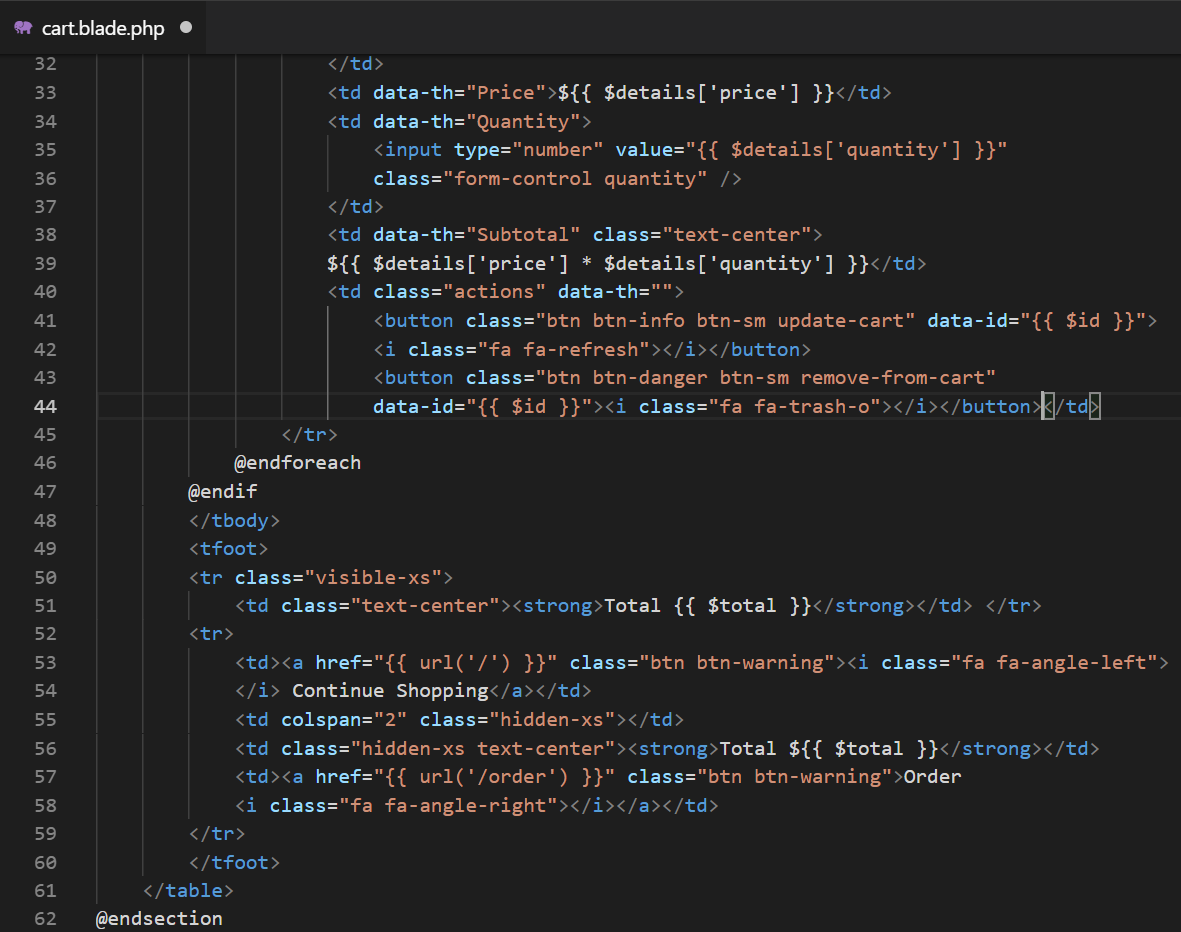 cart.blade.php
32 </td>
33 <td data-th="Price">${{ $details['price'] }}</td>
34 <td data-th="Quantity">
35 <input type="number" value="{{ $details['quantity'] }}"
36 class="form-control quantity" />
37 </td>
38 <td data-th="Subtotal" class="text-center">
39 ${{ $details['price'] * $details['quantity'] }}</td>
40 <td class="actions" data-th="">
41 <button class="btn btn-info btn-sm update-cart" data-id="{{ $id }}">
42 <i class="fa fa-refresh"></i></button>
43 <button class="btn btn-danger btn-sm remove-from-cart"
44 data-id="{{ $id }}"><i class="fa fa-trash-o"></i></button></td>
45 </tr>
46 @endforeach
47 @endif
48 </tbody>
49 <tfoot>
50 <tr class="visible-xs">
51 <td class="text-center"><strong>Total {{ $total }}</strong></td> </tr>
52 <tr>
53 <td><a href="{{ url('/') }}" class="btn btn-warning"><i class="fa fa-angle-left">
54 </i> Continue Shopping</a></td>
55 <td colspan="2" class="hidden-xs"></td>
56 <td class="hidden-xs text-center"><strong>Total ${{ $total }}</strong></td>
57 <td><a href="{{ url('/order') }}" class="btn btn-warning">Order
58 <i class="fa fa-angle-right"></i></a></td>
59 </tr>
60 </tfoot>
61 </table>
62 @endsection